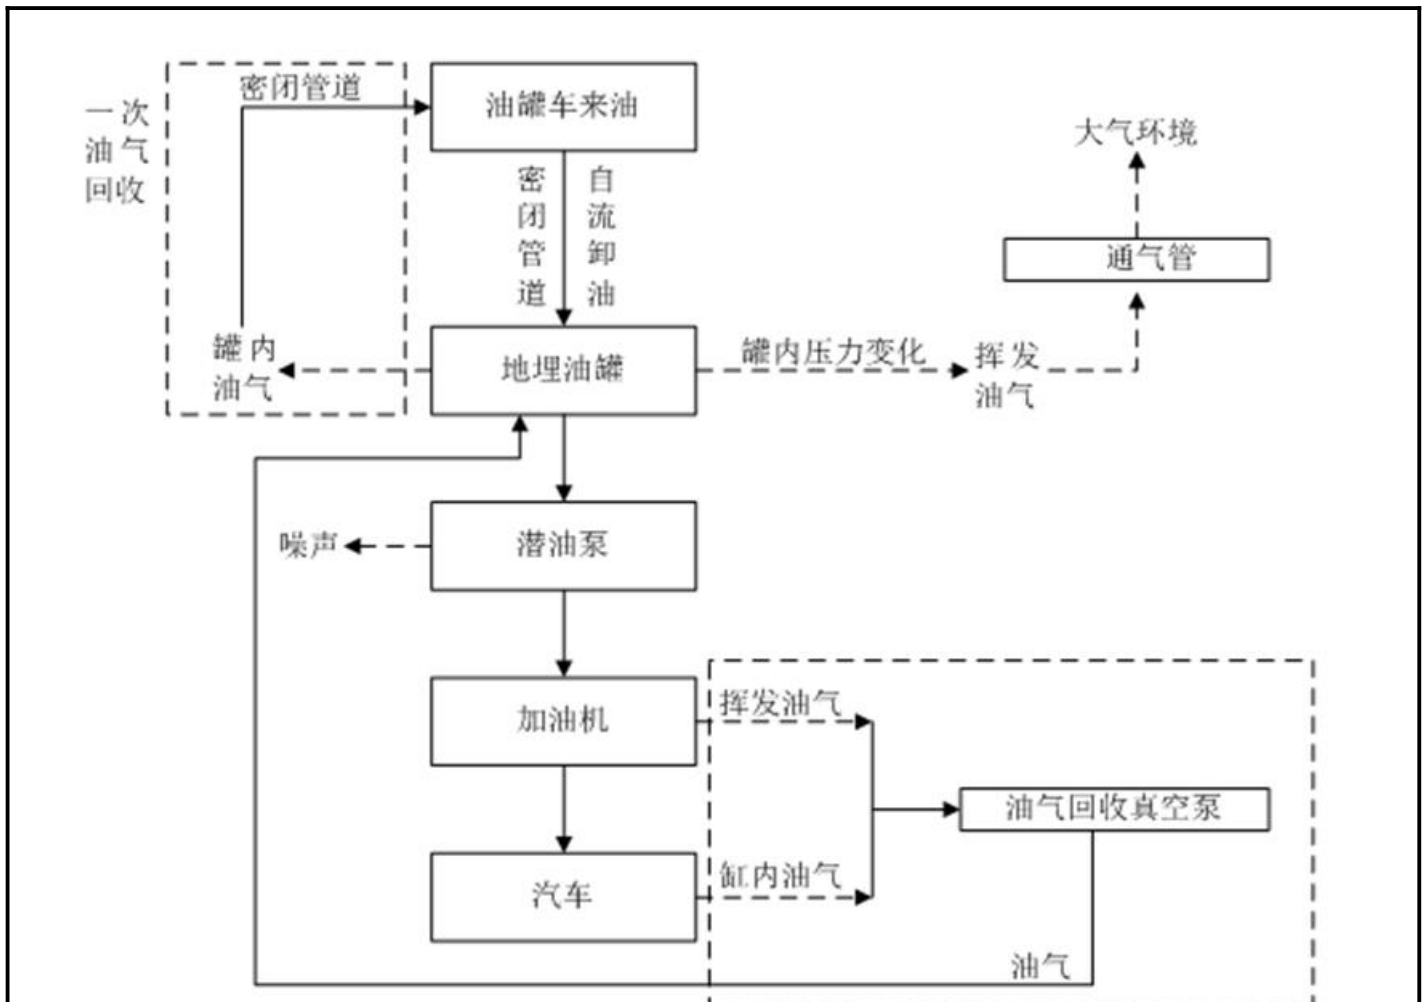 密闭管道
一次
油气
回收
油罐车来油
大气环境
密闭管道
自流卸油
通气管
罐内
油气
地埋油罐
罐内压力变化
挥发
油气
噪声
潜油泵
加油机
挥发油气
油气回收真空泵
汽车
缸内油气
油气